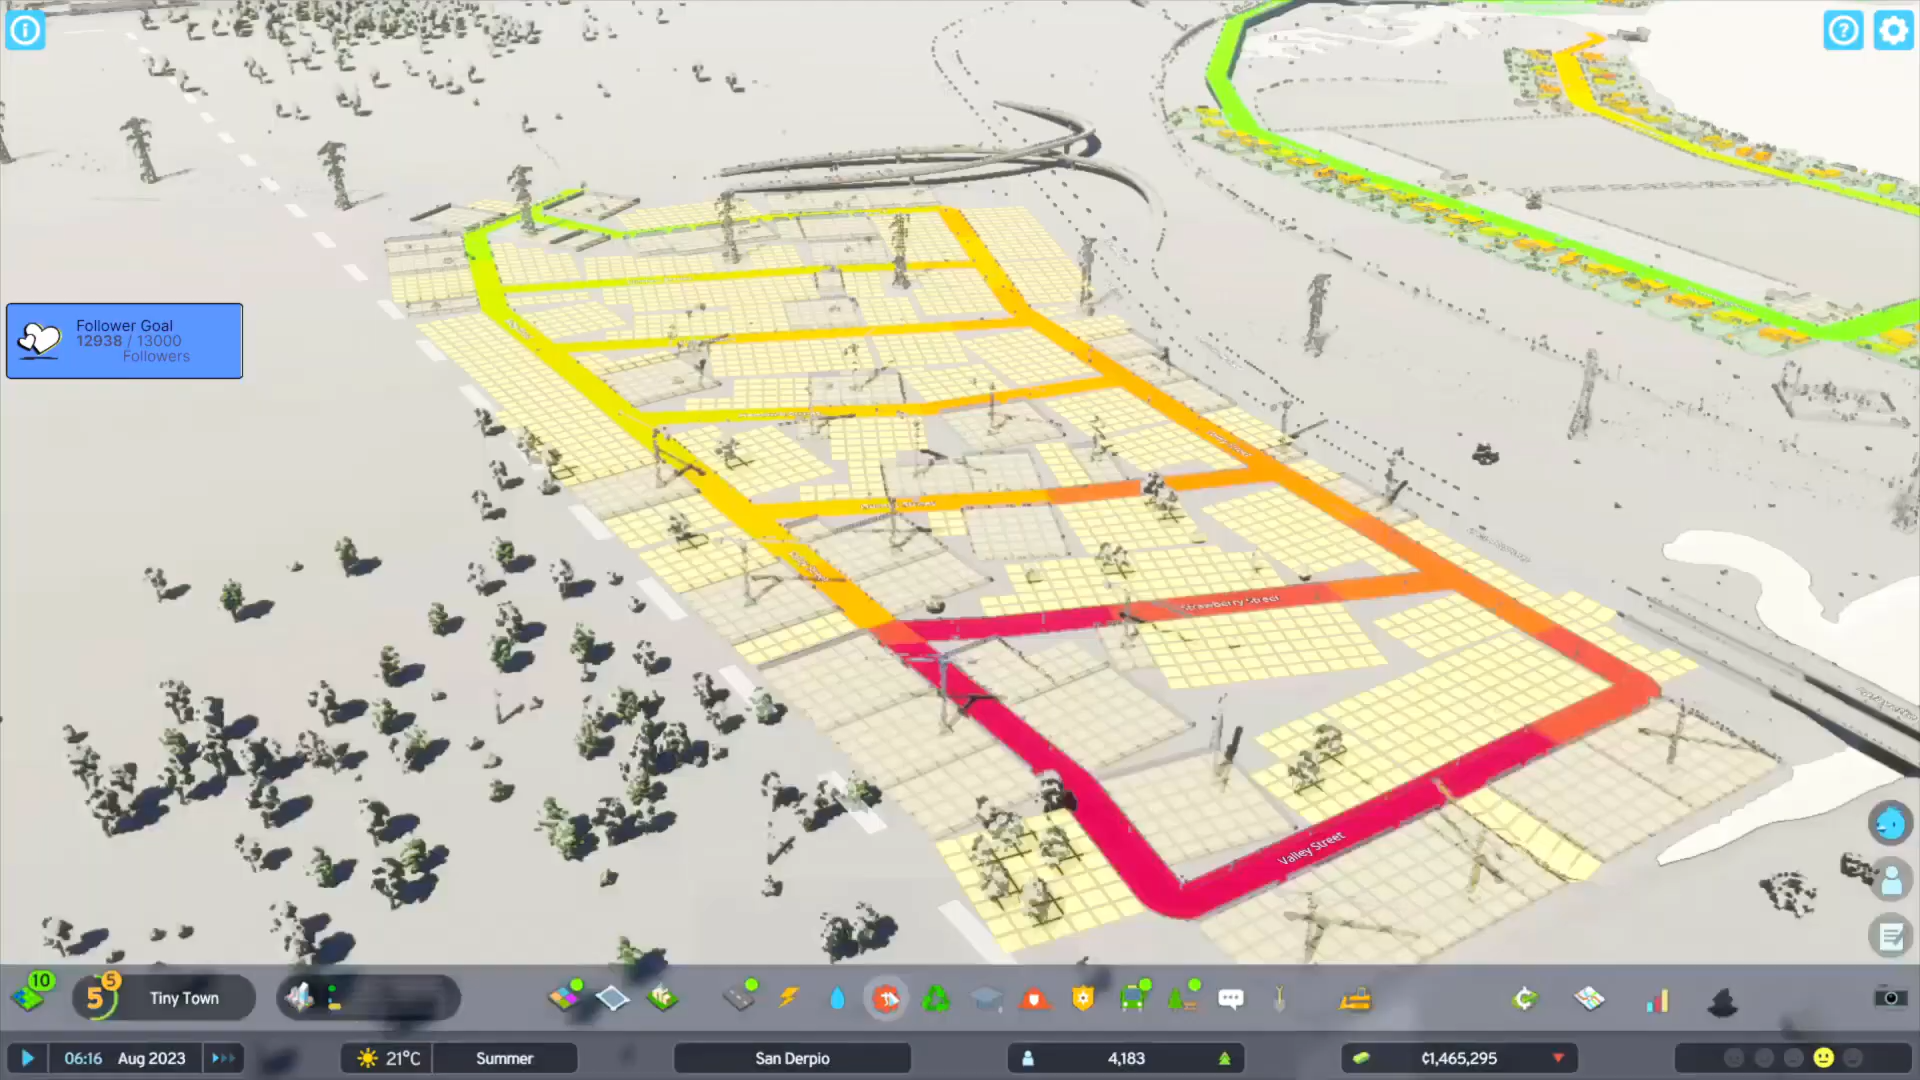 Follower Goal
12938 / 13000
Followers
Strawberry Street
Valley Street
10
5
5
Tiny Town
06:16
Aug 2023
21°C
Summer
San Derpio
4,183
¢1,465,295